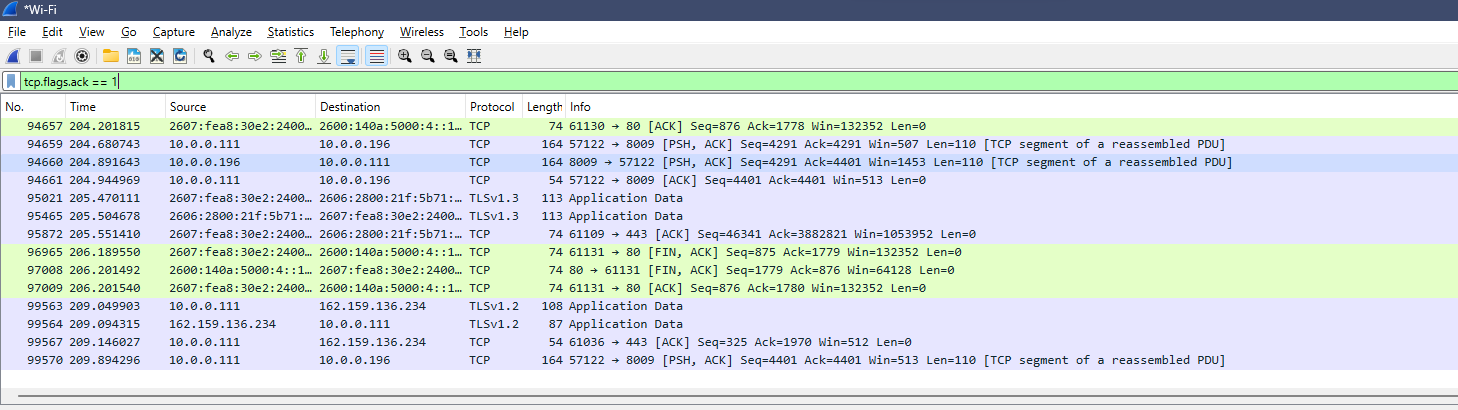 *Wi-Fi
File Edit View Go Capture Analyze Statistics Telephony Wireless Tools Help
tcp.flags.ack == 1
No. Time Source Destination Protocol Length Info
94657 204.201815 2607:fea8:30e2:2400… 2600:140a:5000:4::1… TCP 74 61130 → 80 [ACK] Seq=876 Ack=1778 Win=132352 Len=0
94659 204.680743 10.0.0.111 10.0.0.196 TCP 164 57122 → 8009 [PSH, ACK] Seq=4291 Ack=4291 Win=507 Len=110 [TCP segment of a reassembled PDU]
94660 204.891643 10.0.0.196 10.0.0.111 TCP 164 8009 → 57122 [PSH, ACK] Seq=4291 Ack=4401 Win=1453 Len=110 [TCP segment of a reassembled PDU]
94661 204.944969 10.0.0.111 10.0.0.196 TCP 54 57122 → 8009 [ACK] Seq=4401 Ack=4401 Win=513 Len=0
95021 205.470111 2607:fea8:30e2:2400… 2606:2800:21f:5b71:… TLSv1.3 113 Application Data
95465 205.504678 2606:2800:21f:5b71:… 2607:fea8:30e2:2400… TLSv1.3 113 Application Data
95872 205.551410 2607:fea8:30e2:2400… 2606:2800:21f:5b71:… TCP 74 61109 → 443 [ACK] Seq=46341 Ack=3882821 Win=1053952 Len=0
96965 206.189550 2607:fea8:30e2:2400… 2600:140a:5000:4::1… TCP 74 61131 → 80 [FIN, ACK] Seq=875 Ack=1779 Win=132352 Len=0
97008 206.201492 2600:140a:5000:4::1… 2607:fea8:30e2:2400… TCP 74 80 → 61131 [FIN, ACK] Seq=1779 Ack=876 Win=64128 Len=0
97009 206.201540 2607:fea8:30e2:2400… 2600:140a:5000:4::1… TCP 74 61131 → 80 [ACK] Seq=876 Ack=1780 Win=132352 Len=0
99563 209.049903 10.0.0.111 162.159.136.234 TLSv1.2 108 Application Data
99564 209.094315 162.159.136.234 10.0.0.111 TLSv1.2 87 Application Data
99567 209.146027 10.0.0.111 162.159.136.234 TCP 54 61036 → 443 [ACK] Seq=325 Ack=1970 Win=512 Len=0
99570 209.894296 10.0.0.111 10.0.0.196 TCP 164 57122 → 8009 [PSH, ACK] Seq=4401 Ack=4401 Win=513 Len=110 [TCP segment of a reassembled PDU]